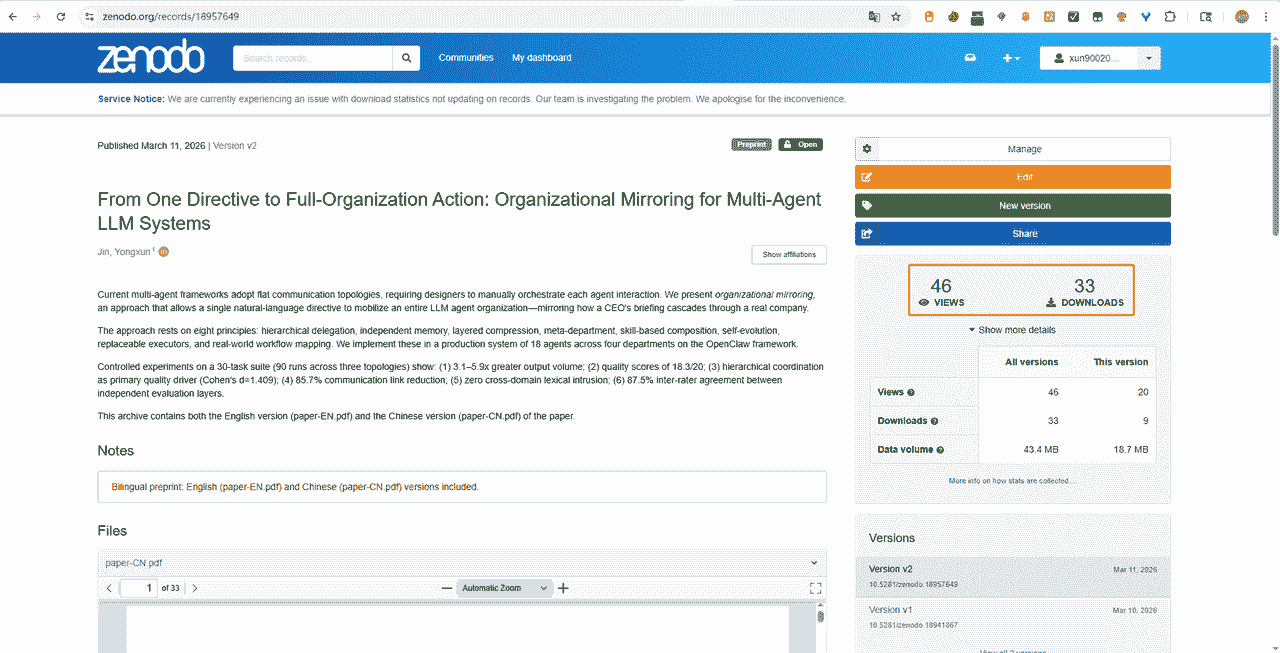 zenodo.org/records/18957649
zenodo
Search records...
Communities
My dashboard
xun90020...
Service Notice: We are currently experiencing an issue with download statistics not updating on records. Our team is investigating the problem. We apologise for the inconvenience.
Published March 11, 2026 | Version v2
Preprint
Open
From One Directive to Full-Organization Action: Organizational Mirroring for Multi-Agent
LLM Systems
Jin, Yongxun 1
Show affiliations
Current multi-agent frameworks adopt flat communication topologies, requiring designers to manually orchestrate each agent interaction. We present organizational mirroring,
an approach that allows a single natural-language directive to mobilize an entire LLM agent organization—mirroring how a CEO's briefing cascades through a real company.
The approach rests on eight principles: hierarchical delegation, independent memory, layered compression, meta-department, skill-based composition, self-evolution,
replaceable executors, and real-world workflow mapping. We implement these in a production system of 18 agents across four departments on the OpenClaw framework.
Controlled experiments on a 30-task suite (90 runs across three topologies) show: (1) 3.1–5.9x greater output volume; (2) quality scores of 18.3/20; (3) hierarchical coordination
as primary quality driver (Cohen's d=1.409); (4) 85.7% communication link reduction; (5) zero cross-domain lexical intrusion; (6) 87.5% inter-rater agreement between
independent evaluation layers.
This archive contains both the English version (paper-EN.pdf) and the Chinese version (paper-CN.pdf) of the paper.
Notes
Bilingual preprint: English (paper-EN.pdf) and Chinese (paper-CN.pdf) versions included.
Files
paper-CN.pdf
1 of 33
Automatic Zoom
Manage
Edit
New version
Share
46
VIEWS
33
DOWNLOADS
Show more details
All versions This version
Views 46 20
Downloads 33 9
Data volume 43.4 MB 18.7 MB
More info on how stats are collected....
Versions
Version v2 Mar 11, 2026
10.5281/zenodo.18957649
Version v1 Mar 10, 2026
10.5281/zenodo.18941867